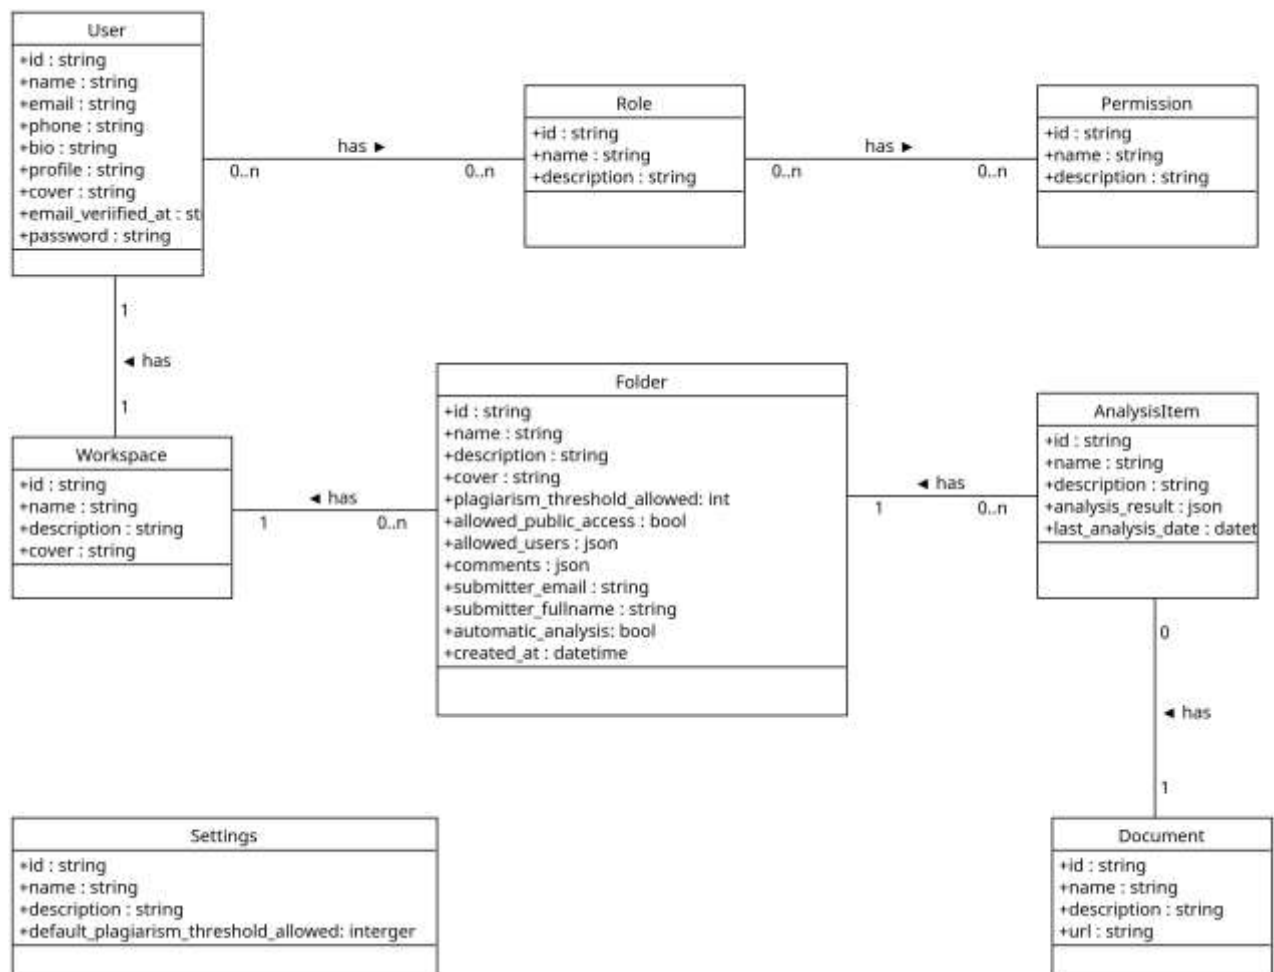 User
+id : string
+name : string
+email : string
+phone : string
+bio : string
+profile : string
+cover : string
+email_veriified_at : st
+password : string
has ►
0..n
0..n
Role
+id : string
+name : string
+description : string
has ►
0..n
0..n
Permission
+id : string
+name : string
+description : string
1
◄ has
1
Workspace
+id : string
+name : string
+description : string
+cover : string
◄ has
1
0..n
Folder
+id : string
+name : string
+description : string
+cover : string
+plagiarism_threshold_allowed: int
+allowed_public_access : bool
+allowed_users : json
+comments : json
+submitter_email : string
+submitter_fullname : string
+automatic_analysis: bool
+created_at : datetime
◄ has
1
0..n
AnalysisItem
+id : string
+name : string
+description : string
+analysis_result : json
+last_analysis_date : datet
0
◄ has
1
Settings
+id : string
+name : string
+description : string
+default_plagiarism_threshold_allowed: interger
Document
+id : string
+name : string
+description : string
+url : string